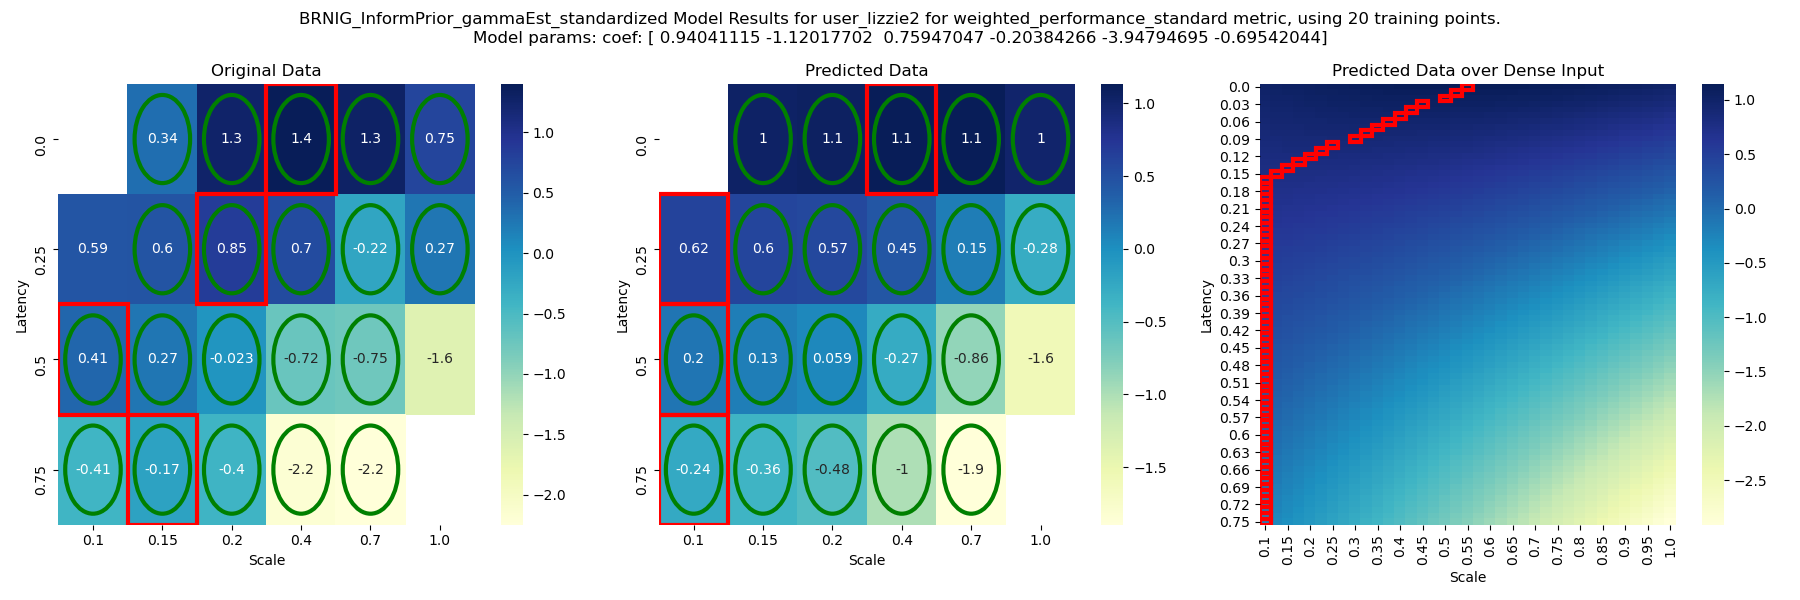 BRNIG_InformPrior_gammaEst_standardized Model Results for user_lizzie2 for weighted_performance_standard metric, using 20 training points.
Model params: coef: [ 0.94041115 -1.12017702  0.75947047 -0.20384266 -3.94794695 -0.69542044]
Original Data
Latency
0.0
0.25
0.5
0.75
0.34 1.3 1.4 1.3 0.75
0.59 0.6 0.85 0.7 -0.22 0.27
0.41 0.27 -0.023 -0.72 -0.75 -1.6
-0.41 -0.17 -0.4 -2.2 -2.2
0.1 0.15 0.2 0.4 0.7 1.0
Scale
1.0
0.5
0.0
−0.5
−1.0
−1.5
−2.0
Predicted Data
Latency
0.0
0.25
0.5
0.75
1 1.1 1.1 1.1 1
0.62 0.6 0.57 0.45 0.15 -0.28
0.2 0.13 0.059 -0.27 -0.86 -1.6
-0.24 -0.36 -0.48 -1 -1.9
0.1 0.15 0.2 0.4 0.7 1.0
Scale
1.0
0.5
0.0
−0.5
−1.0
−1.5
Predicted Data over Dense Input
Latency
0.0
0.03
0.06
0.09
0.12
0.15
0.18
0.21
0.24
0.27
0.3
0.33
0.36
0.39
0.42
0.45
0.48
0.51
0.54
0.57
0.6
0.63
0.66
0.69
0.72
0.75
0.1 0.15 0.2 0.25 0.3 0.35 0.4 0.45 0.5 0.55 0.6 0.65 0.7 0.75 0.8 0.85 0.9 0.95 1.0
Scale
1.0
0.5
0.0
−0.5
−1.0
−1.5
−2.0
−2.5